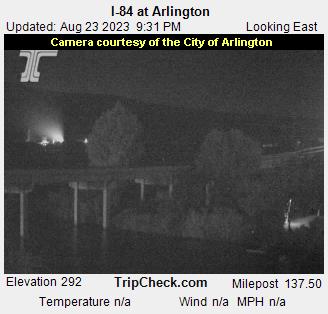 I-84 at Arlington
Updated: Aug 23 2023 9:31 PM Looking East
Camera courtesy of the City of Arlington
Elevation 292 TripCheck.com Milepost 137.50
Temperature n/a Wind n/a MPH n/a